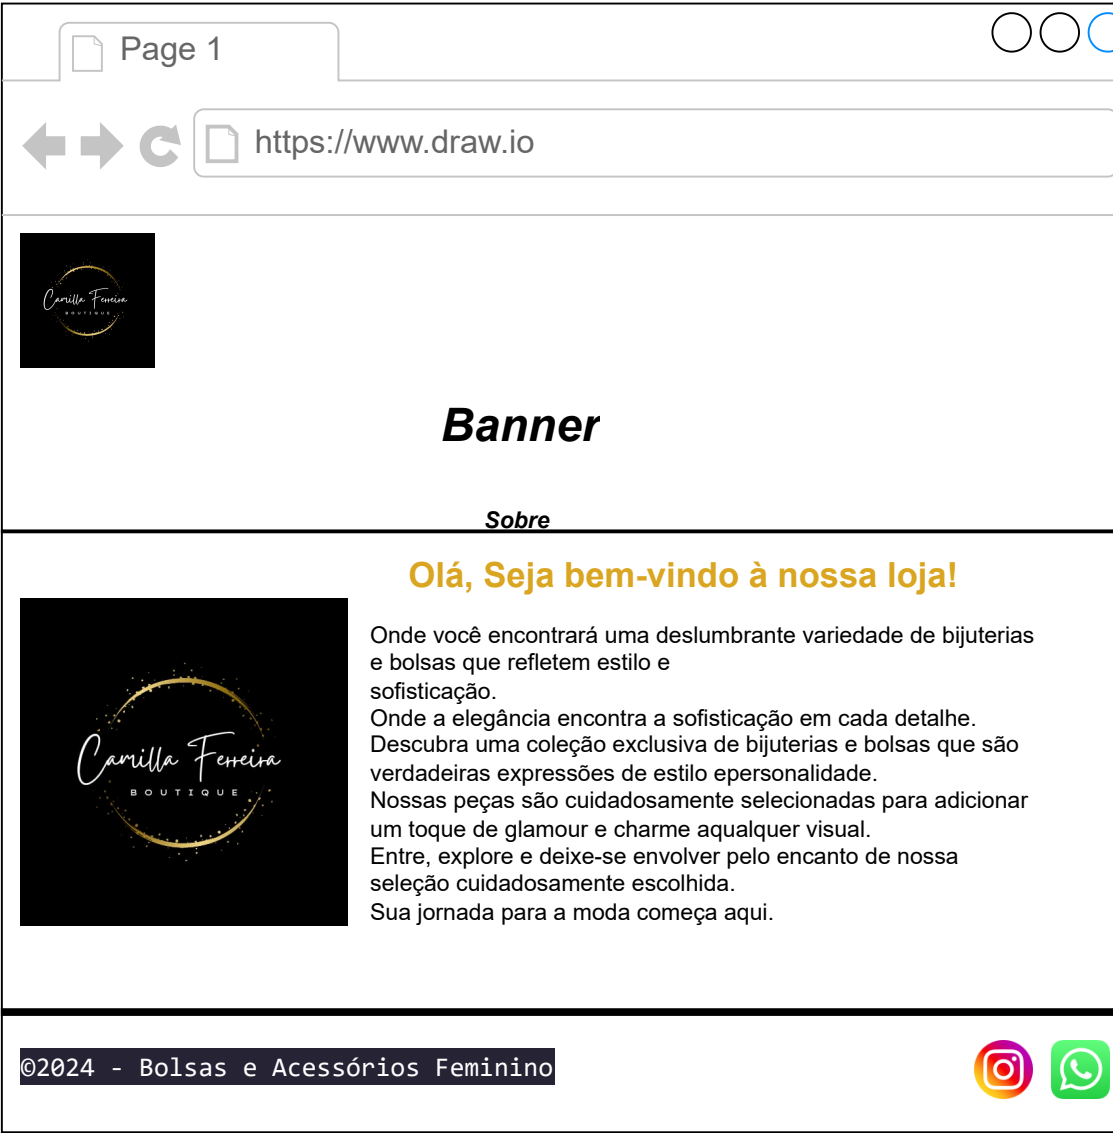 Page 1
https://www.draw.io
Camilla Ferreira
BOUTIQUE
Banner
Sobre
Olá, Seja bem-vindo à nossa loja!
Onde você encontrará uma deslumbrante variedade de bijuterias
e bolsas que refletem estilo e
sofisticação.
Onde a elegância encontra a sofisticação em cada detalhe.
Descubra uma coleção exclusiva de bijuterias e bolsas que são
verdadeiras expressões de estilo epersonalidade.
Nossas peças são cuidadosamente selecionadas para adicionar
um toque de glamour e charme aqualquer visual.
Entre, explore e deixe-se envolver pelo encanto de nossa
seleção cuidadosamente escolhida.
Sua jornada para a moda começa aqui.
Camilla Ferreira
BOUTIQUE
©2024 - Bolsas e Acessórios Feminino